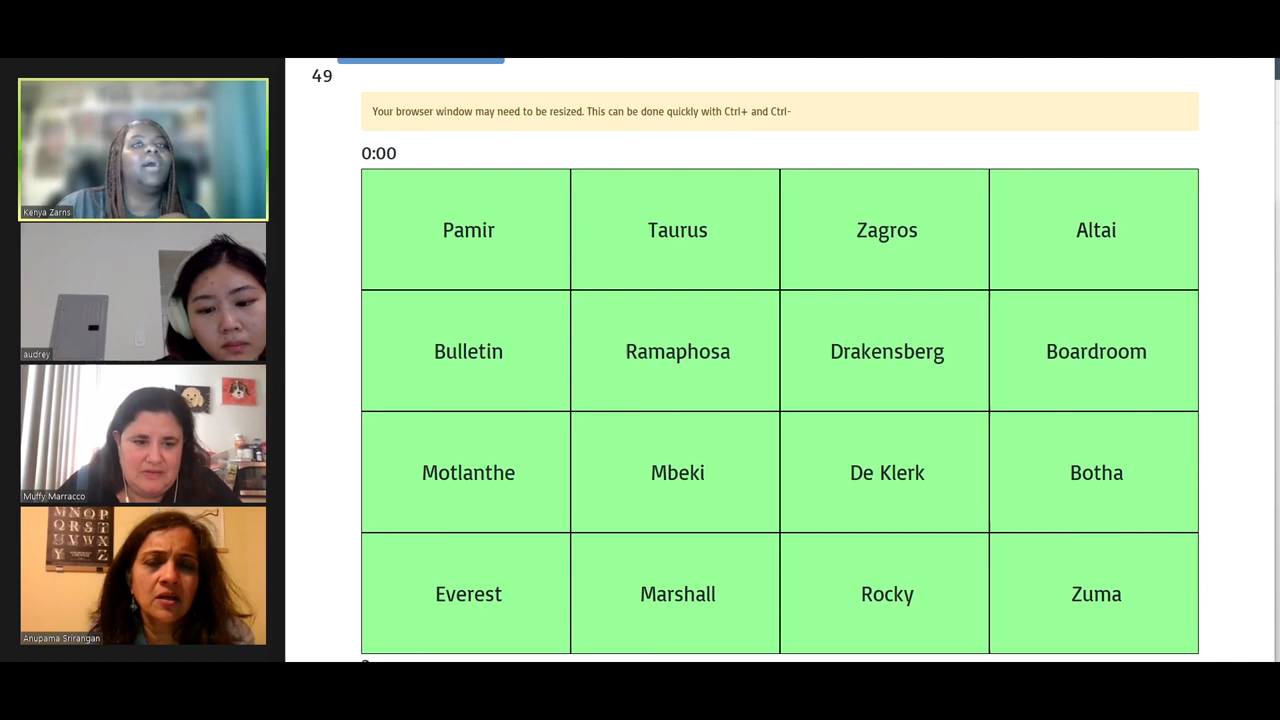 49
Your browser window may need to be resized. This can be done quickly with Ctrl+ and Ctrl-
0:00
Pamir
Taurus
Zagros
Altai
Bulletin
Ramaphosa
Drakensberg
Boardroom
Motlanthe
Mbeki
De Klerk
Botha
Everest
Marshall
Rocky
Zuma
Kenya Zarns
audrey
Muffy Marracco
MNOP
QRST
UVWX
Y
Z
Anupama Srirangan